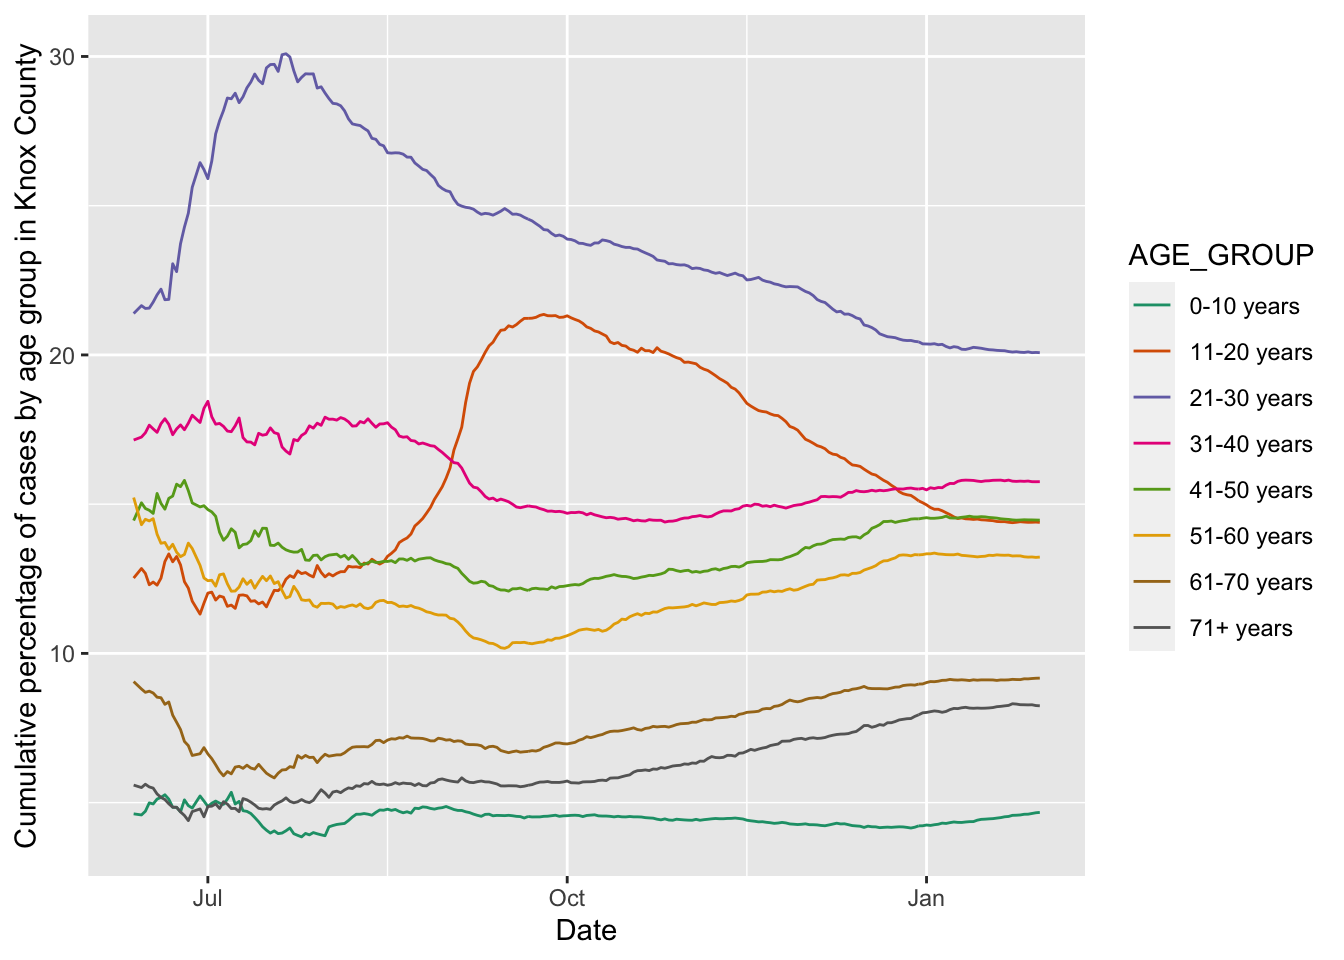 Cumulative percentage of cases by age group in Knox County
30
20
10
Jul
Oct
Jan
Date
AGE_GROUP
0-10 years
11-20 years
21-30 years
31-40 years
41-50 years
51-60 years
61-70 years
71+ years